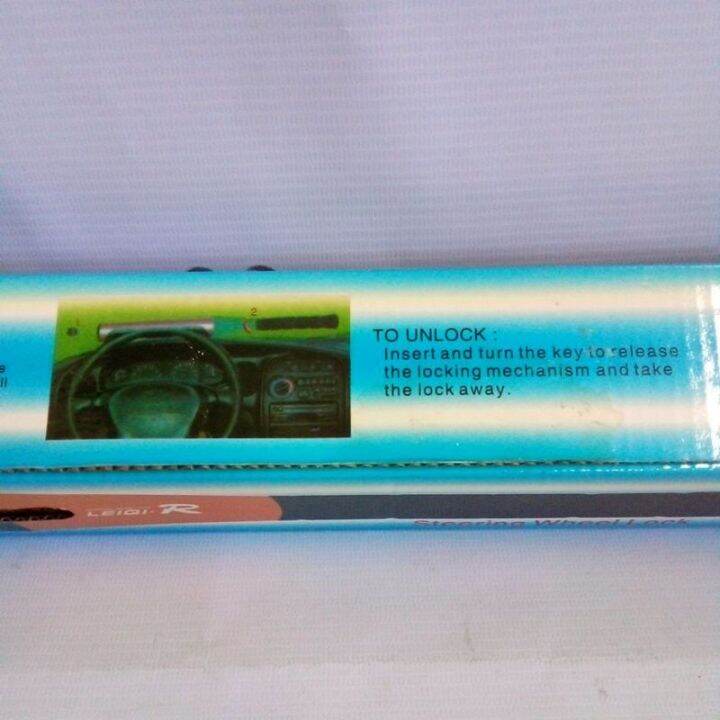 2
TO UNLOCK :
Insert and turn the key to release
the locking mechanism and take
the lock away.
LEIQI-R
Steering Wheel Lock